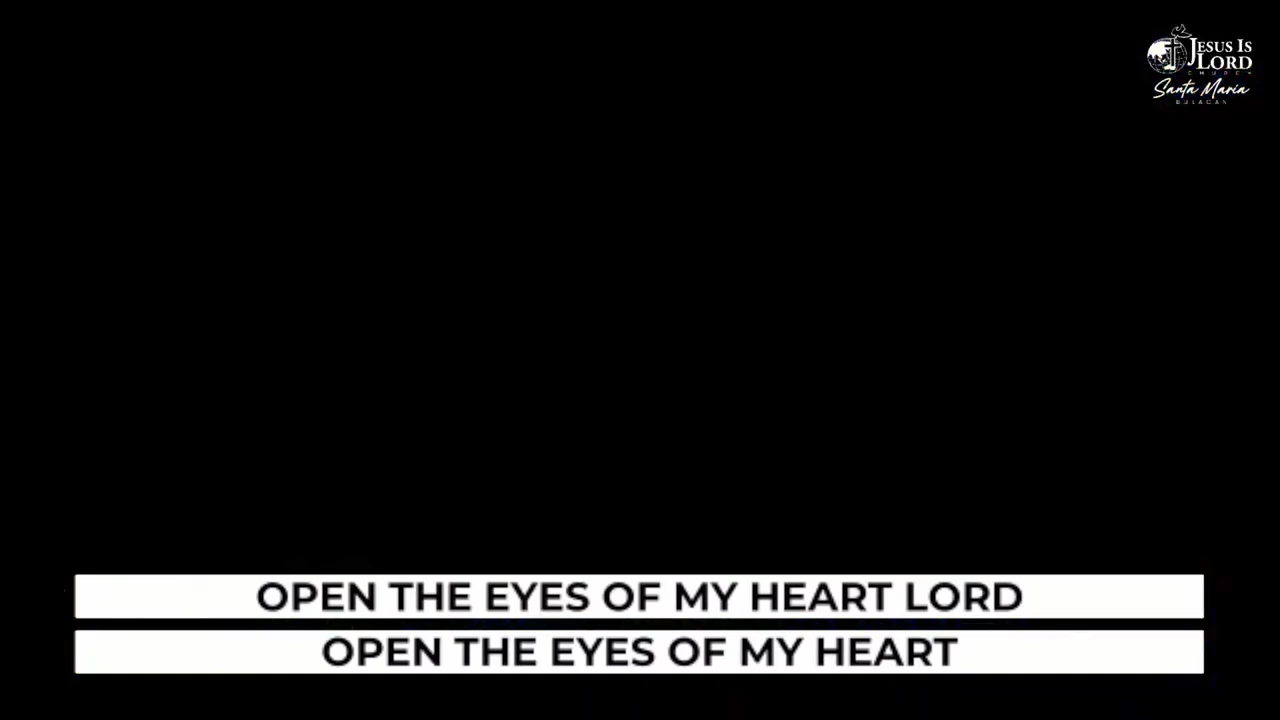 JESUS IS
LORD
CHURCH
Santa Maria
BULACAN
OPEN THE EYES OF MY HEART LORD
OPEN THE EYES OF MY HEART